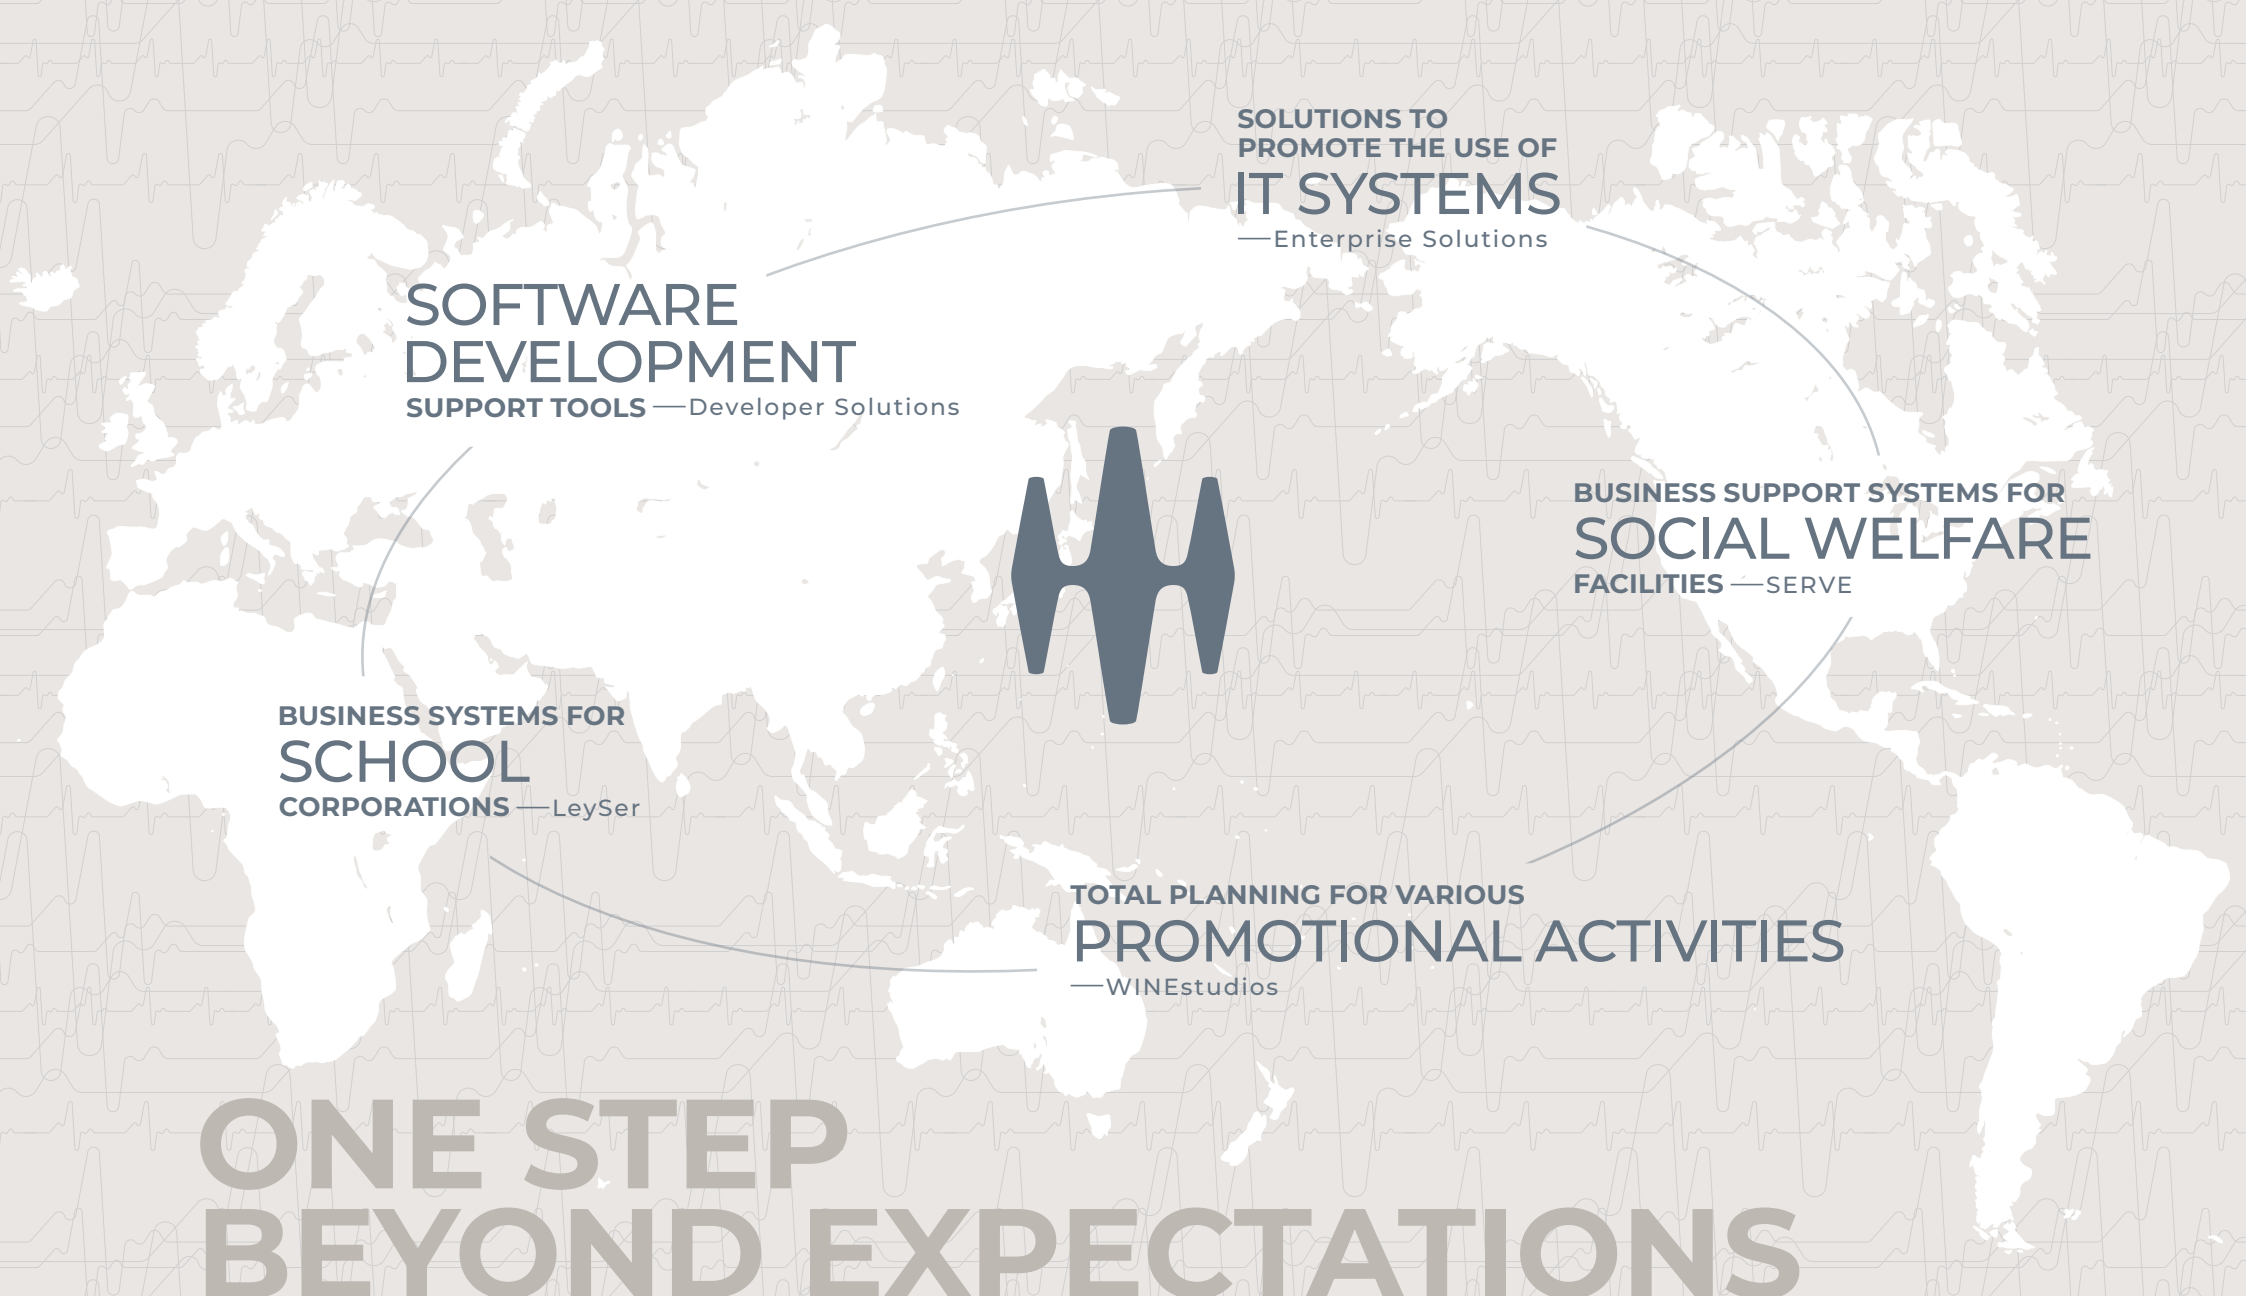 SOLUTIONS TO
PROMOTE THE USE OF
IT SYSTEMS
—Enterprise Solutions
SOFTWARE
DEVELOPMENT
SUPPORT TOOLS —Developer Solutions
BUSINESS SUPPORT SYSTEMS FOR
SOCIAL WELFARE
FACILITIES —SERVE
BUSINESS SYSTEMS FOR
SCHOOL
CORPORATIONS —LeySer
TOTAL PLANNING FOR VARIOUS
PROMOTIONAL ACTIVITIES
—WINEstudios
ONE STEP
BEYOND EXPECTATIONS